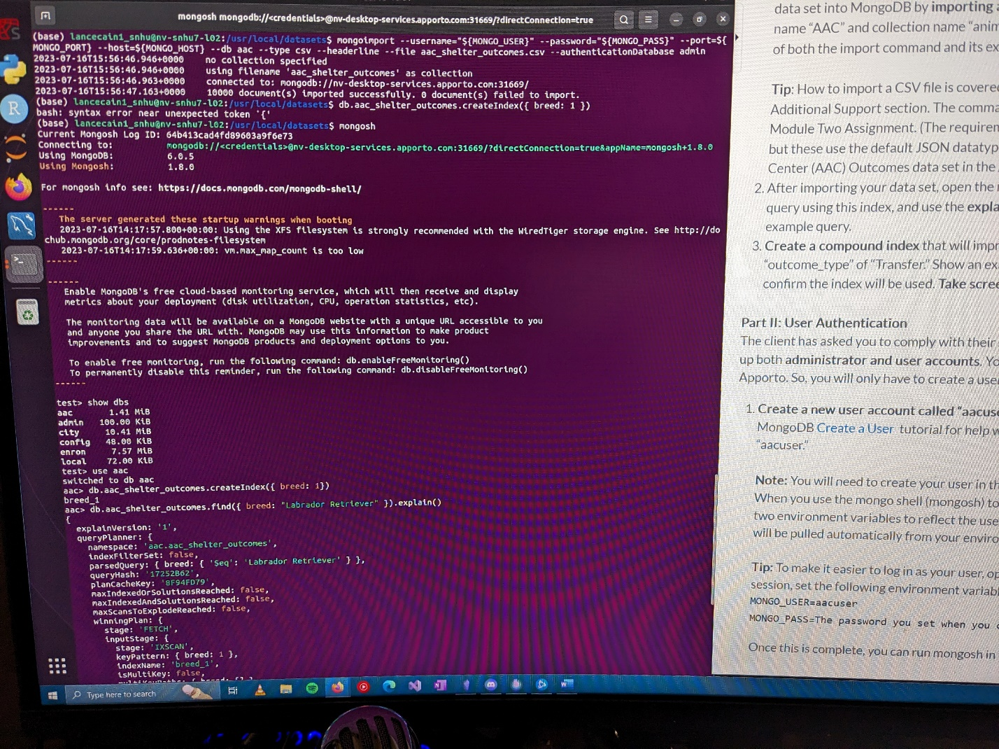 mongosh mongodb://<credentials>@nv-desktop-services.apporto.com:31669/?directConnection=true
(base) lancecain1_snhu@nv-snhu7-l02:/usr/local/datasets$ mongoimport --username="${MONGO_USER}" --password="${MONGO_PASS}" --port=${
MONGO_PORT} --host=${MONGO_HOST} --db aac --type csv --headerline --file aac_shelter_outcomes.csv --authenticationDatabase admin
2023-07-16T15:56:46.946+0000 no collection specified
2023-07-16T15:56:46.946+0000 using filename 'aac_shelter_outcomes' as collection
2023-07-16T15:56:46.963+0000 connected to: mongodb://nv-desktop-services.apporto.com:31669/
2023-07-16T15:56:47.163+0000 10000 document(s) imported successfully. 0 document(s) failed to import.
(base) lancecain1_snhu@nv-snhu7-l02:/usr/local/datasets$ db.aac_shelter_outcomes.createIndex({ breed: 1 })
bash: syntax error near unexpected token `{'
(base) lancecain1_snhu@nv-snhu7-l02:/usr/local/datasets$ mongosh
Current Mongosh Log ID: 64b413cad4fd89603a9f6e73
Connecting to: mongodb://<credentials>@nv-desktop-services.apporto.com:31669/?directConnection=true&appName=mongosh+1.8.0
Using MongoDB: 6.0.5
Using Mongosh: 1.8.0
For mongosh info see: https://docs.mongodb.com/mongodb-shell/
------
The server generated these startup warnings when booting
2023-07-16T14:17:57.800+00:00: Using the XFS filesystem is strongly recommended with the WiredTiger storage engine. See http://do
chub.mongodb.org/core/prodnotes-filesystem
2023-07-16T14:17:59.636+00:00: vm.max_map_count is too low
------
------
Enable MongoDB's free cloud-based monitoring service, which will then receive and display
metrics about your deployment (disk utilization, CPU, operation statistics, etc).
The monitoring data will be available on a MongoDB website with a unique URL accessible to you
and anyone you share the URL with. MongoDB may use this information to make product
improvements and to suggest MongoDB products and deployment options to you.
To enable free monitoring, run the following command: db.enableFreeMonitoring()
To permanently disable this reminder, run the following command: db.disableFreeMonitoring()
------
test> show dbs
aac 1.41 MiB
admin 100.00 KiB
city 10.41 MiB
config 48.00 KiB
enron 7.57 MiB
local 72.00 KiB
test> use aac
switched to db aac
aac> db.aac_shelter_outcomes.createIndex({ breed: 1})
breed_1
aac> db.aac_shelter_outcomes.find({ breed: "Labrador Retriever" }).explain()
{
explainVersion: '1',
queryPlanner: {
namespace: 'aac.aac_shelter_outcomes',
indexFilterSet: false,
parsedQuery: { breed: { '$eq': 'Labrador Retriever' } },
queryHash: '17252B62',
planCacheKey: '8F94FD79',
maxIndexedOrSolutionsReached: false,
maxIndexedAndSolutionsReached: false,
maxScansToExplodeReached: false,
winningPlan: {
stage: 'FETCH',
inputStage: {
stage: 'IXSCAN',
keyPattern: { breed: 1 },
indexName: 'breed_1',
isMultiKey: false,
multiKeyPaths: { breed: [] },
Type here to search
data set into MongoDB by importing
name “AAC” and collection name “anim
of both the import command and its ex
Tip: How to import a CSV file is covered
Additional Support section. The comma
Module Two Assignment. (The requirem
but these use the default JSON datatyp
Center (AAC) Outcomes data set in the
2. After importing your data set, open the
query using this index, and use the expla
example query.
3. Create a compound index that will impr
“outcome_type” of “Transfer.” Show an ex
confirm the index will be used. Take scree
Part II: User Authentication
The client has asked you to comply with their
up both administrator and user accounts. Yo
Apporto. So, you will only have to create a use
1. Create a new user account called “aacuse
MongoDB Create a User tutorial for help w
“aacuser.”
Note: You will need to create your user in th
When you use the mongo shell (mongosh) to
two environment variables to reflect the use
will be pulled automatically from your enviro
Tip: To make it easier to log in as your user, op
session, set the following environment variabl
MONGO_USER=aacuser
MONGO_PASS=The password you set when you c
Once this is complete, you can run mongosh in